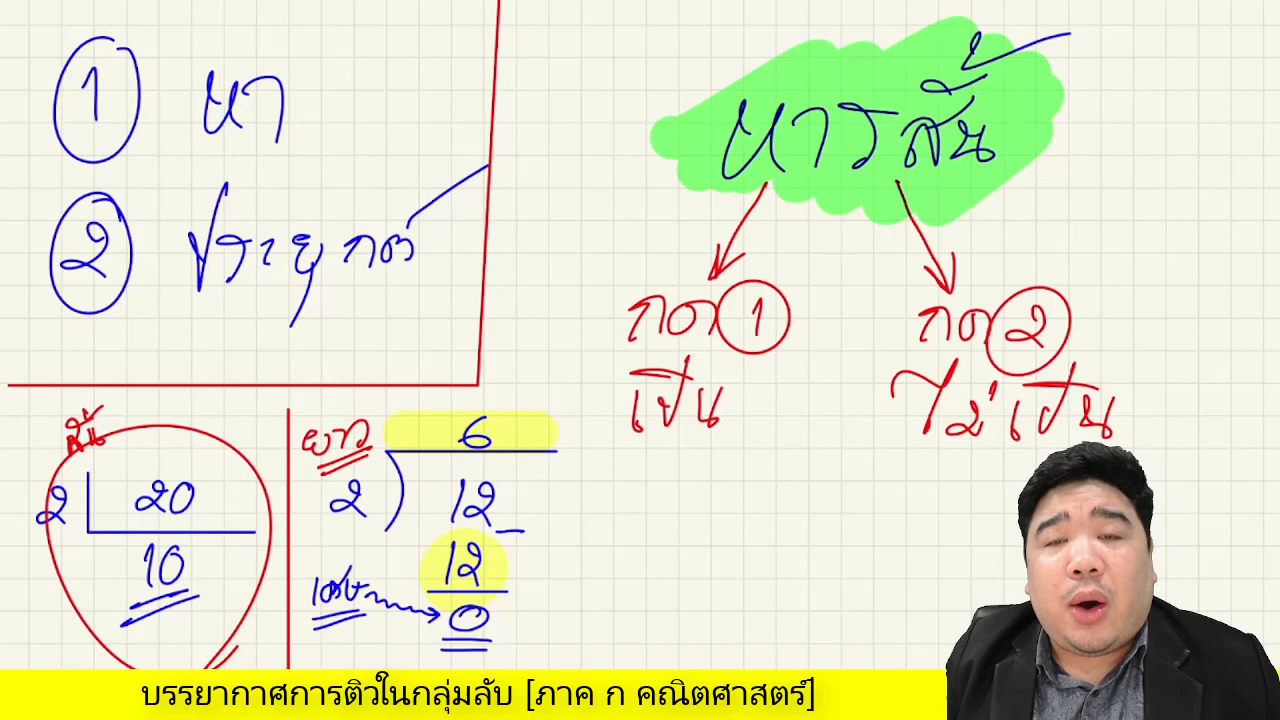 1 หา
2 ประยุกต์
หารสั้น
กด 1
เป็น
กด 2
ไม่เป็น
สั้น
2 20
10
ยาว
6
2 12
12
เศษ 0
บรรยากาศการติวในกลุ่มลับ [ภาค ก คณิตศาสตร์]